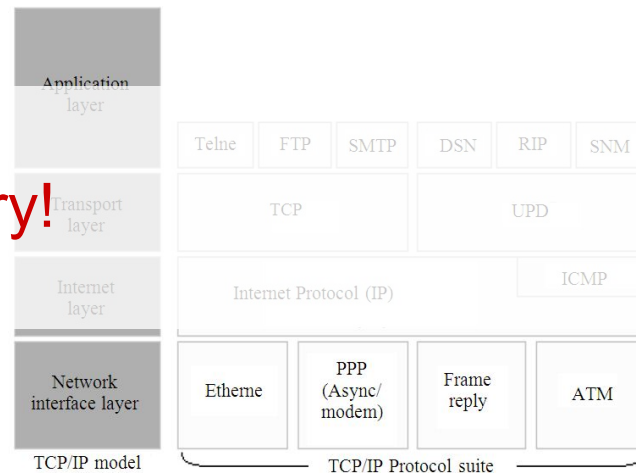 Application
layer
Telne FTP SMTP DSN RIP SNM
ry!
Transport
layer
TCP UPD
Internet
layer
Internet Protocol (IP) ICMP
Network
interface layer
Etherne
PPP
(Async/
modem)
Frame
reply
ATM
TCP/IP model TCP/IP Protocol suite